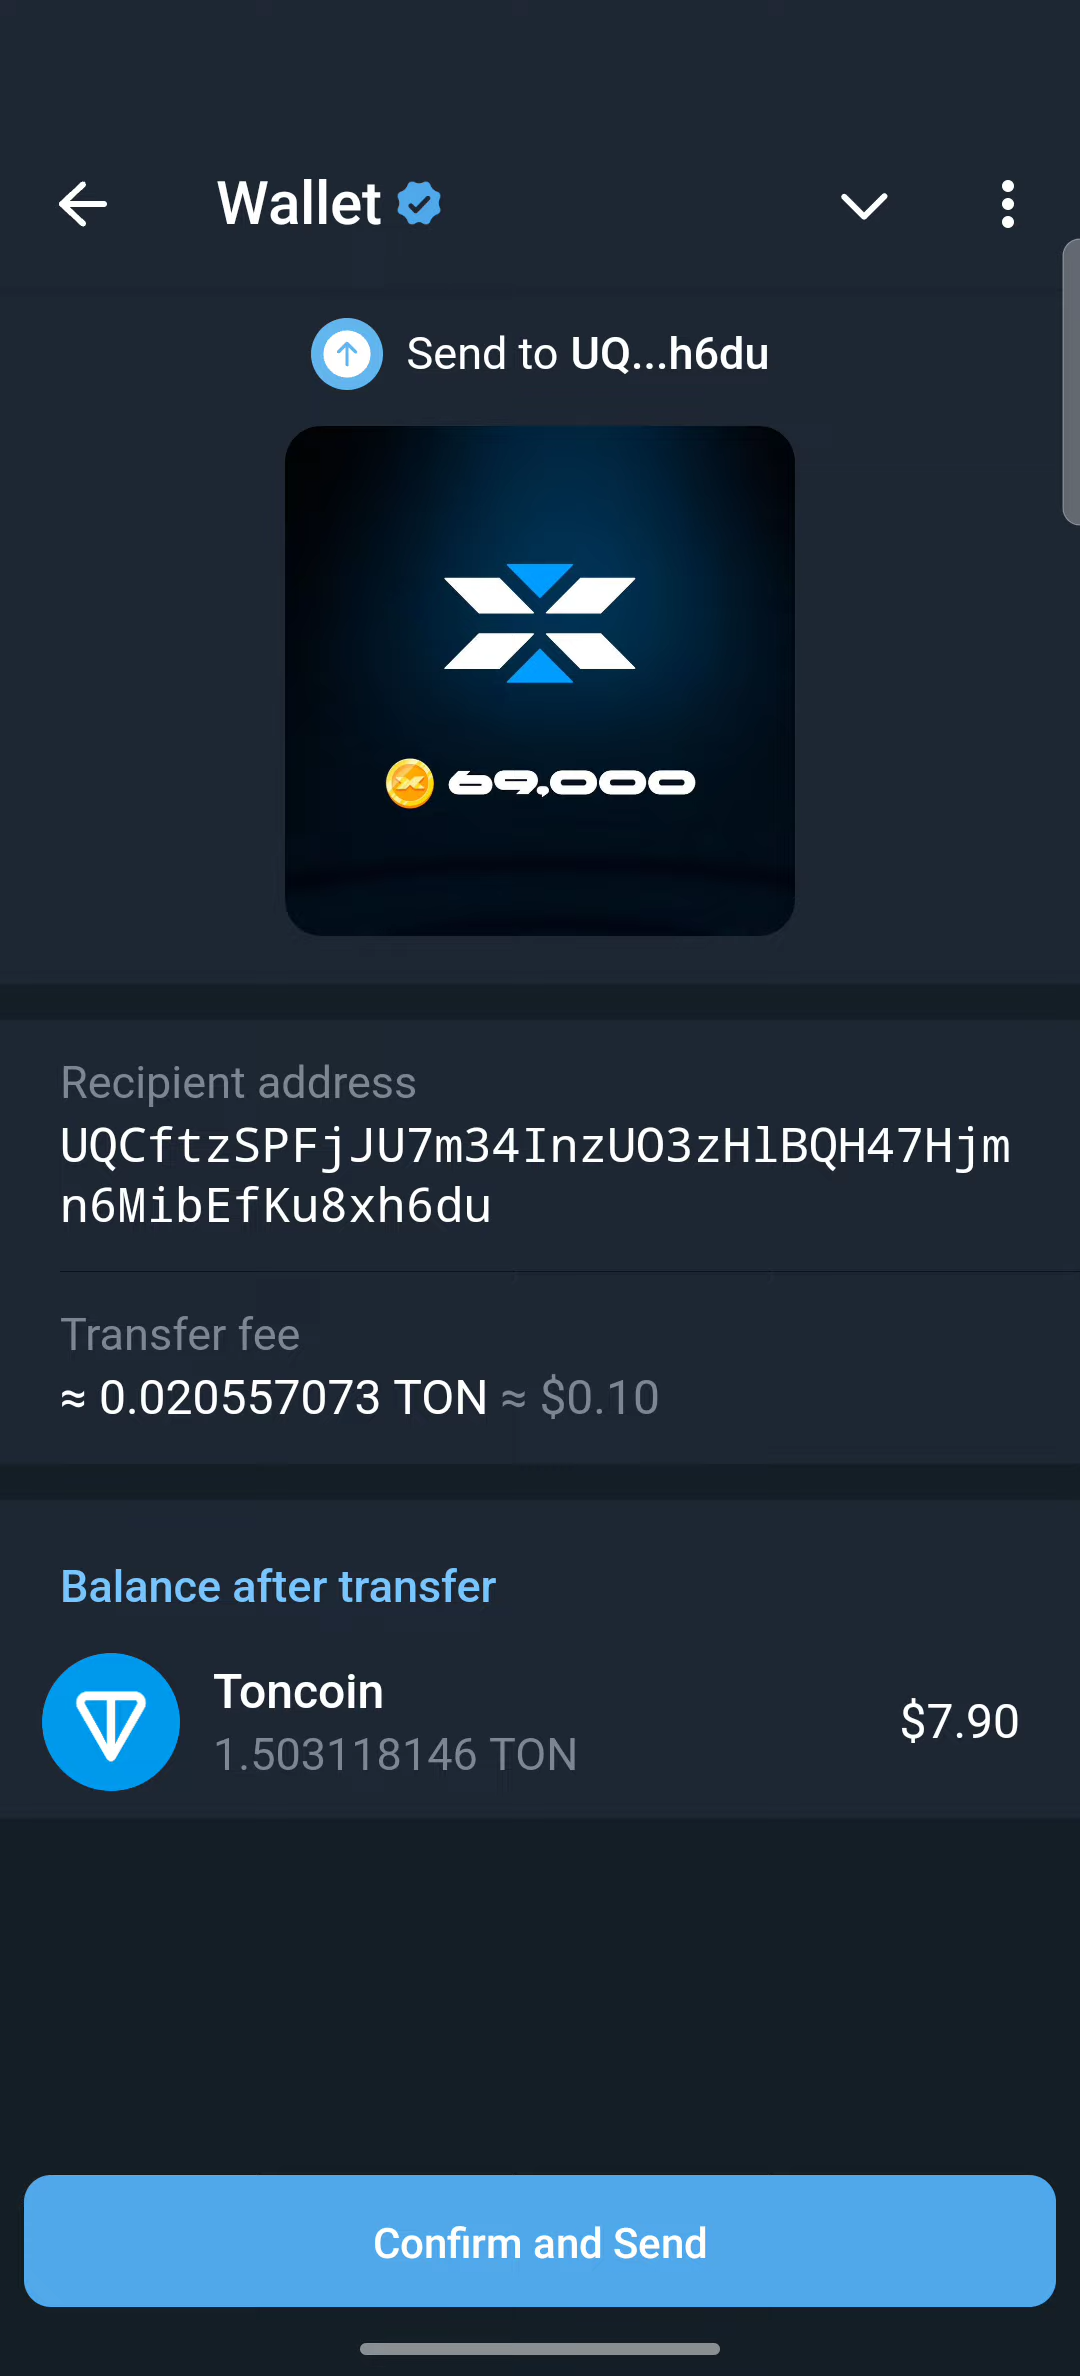 Wallet
Send to UQ...h6du
69,000
Recipient address
UQCftzSPFjJU7m34InzUO3zHlBQH47Hjm
n6MibEfKu8xh6du
Transfer fee
≈ 0.020557073 TON ≈ $0.10
Balance after transfer
Toncoin
1.503118146 TON
$7.90
Confirm and Send